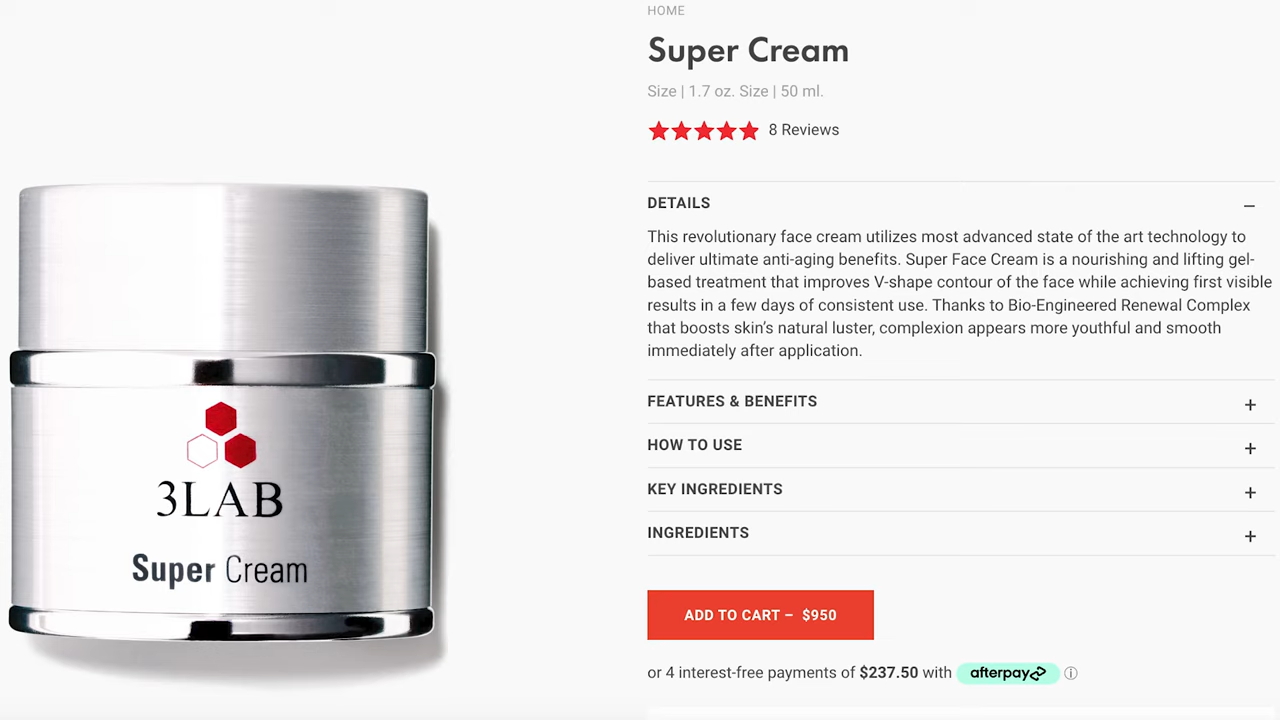 HOME
Super Cream
Size | 1.7 oz. Size | 50 ml.
8 Reviews
DETAILS
–
This revolutionary face cream utilizes most advanced state of the art technology to
deliver ultimate anti-aging benefits. Super Face Cream is a nourishing and lifting gel-
based treatment that improves V-shape contour of the face while achieving first visible
results in a few days of consistent use. Thanks to Bio-Engineered Renewal Complex
that boosts skin's natural luster, complexion appears more youthful and smooth
immediately after application.
FEATURES & BENEFITS +
HOW TO USE +
KEY INGREDIENTS +
INGREDIENTS +
ADD TO CART – $950
or 4 interest-free payments of $237.50 with afterpay
3LAB
Super Cream